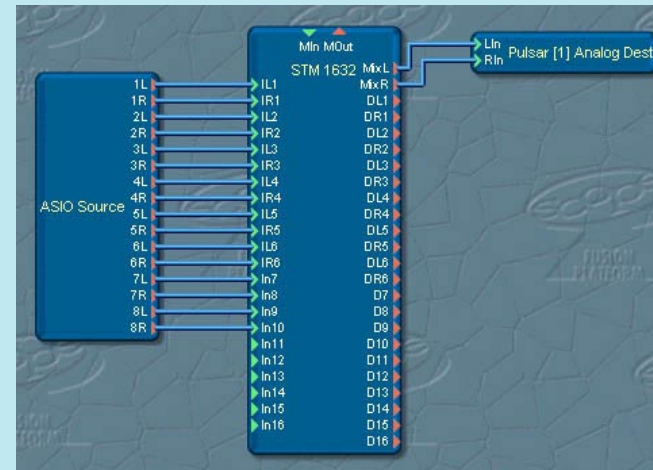 MIn MOut
STM 1632
MixL
MixR
DL1
DR1
DL2
DR2
DL3
DR3
DL4
DR4
DL5
DR5
DL6
DR6
D7
D8
D9
D10
D11
D12
D13
D14
D15
D16
IL1
IR1
IL2
IR2
IL3
IR3
IL4
IR4
IL5
IR5
IL6
IR6
In7
In8
In9
In10
In11
In12
In13
In14
In15
In16
ASIO Source
1L
1R
2L
2R
3L
3R
4L
4R
5L
5R
6L
6R
7L
7R
8L
8R
LIn
RIn
Pulsar [1] Analog Dest
FUSION
PLATFORM